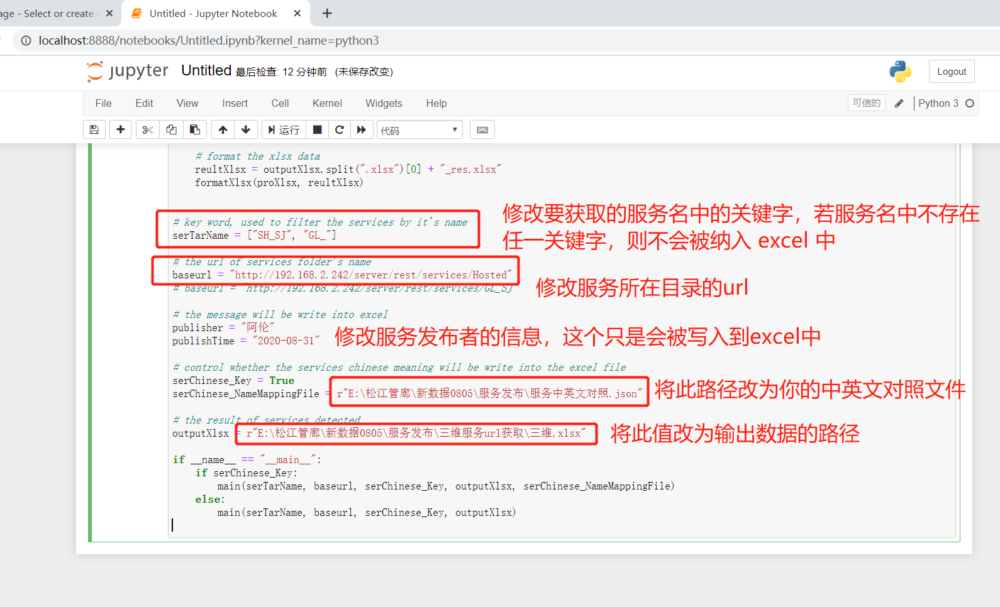 age - Select or create a
Untitled - Jupyter Notebook
localhost:8888/notebooks/Untitled.ipynb?kernel_name=python3
jupyter Untitled 最后检查: 12 分钟前 (未保存改变)
Logout
File Edit View Insert Cell Kernel Widgets Help
可信的
Python 3
运行
代码
# format the xlsx data
reultXlsx = outputXlsx.split(".xlsx")[0] + "_res.xlsx"
formatXlsx(proXlsx, reultXlsx)
# key word, used to filter the services by it's name
serTarName = ["SH_SJ", "GL_"]
修改要获取的服务名中的关键字，若服务名中不存在
任一关键字，则不会被纳入 excel 中
# the url of services folder's name
baseurl = "http://192.168.2.242/server/rest/services/Hosted"
# baseurl = "http://192.168.2.242/server/rest/services/GL_SJ"
修改服务所在目录的url
# the message will be write into excel
publisher = "阿伦"
publishTime = "2020-08-31"
修改服务发布者的信息，这个只是会被写入到excel中
# control whether the services chinese meaning will be write into the excel file
serChinese_Key = True
serChinese_NameMappingFile = r"E:\松江管廊\新数据0805\服务发布\服务中英文对照.json"
将此路径改为你的中英文对照文件
# the result of services detected
outputXlsx = r"E:\松江管廊\新数据0805\服务发布\三维服务url获取\三维.xlsx"
将此值改为输出数据的路径
if __name__ == "__main__":
if serChinese_Key:
main(serTarName, baseurl, serChinese_Key, outputXlsx, serChinese_NameMappingFile)
else:
main(serTarName, baseurl, serChinese_Key, outputXlsx)